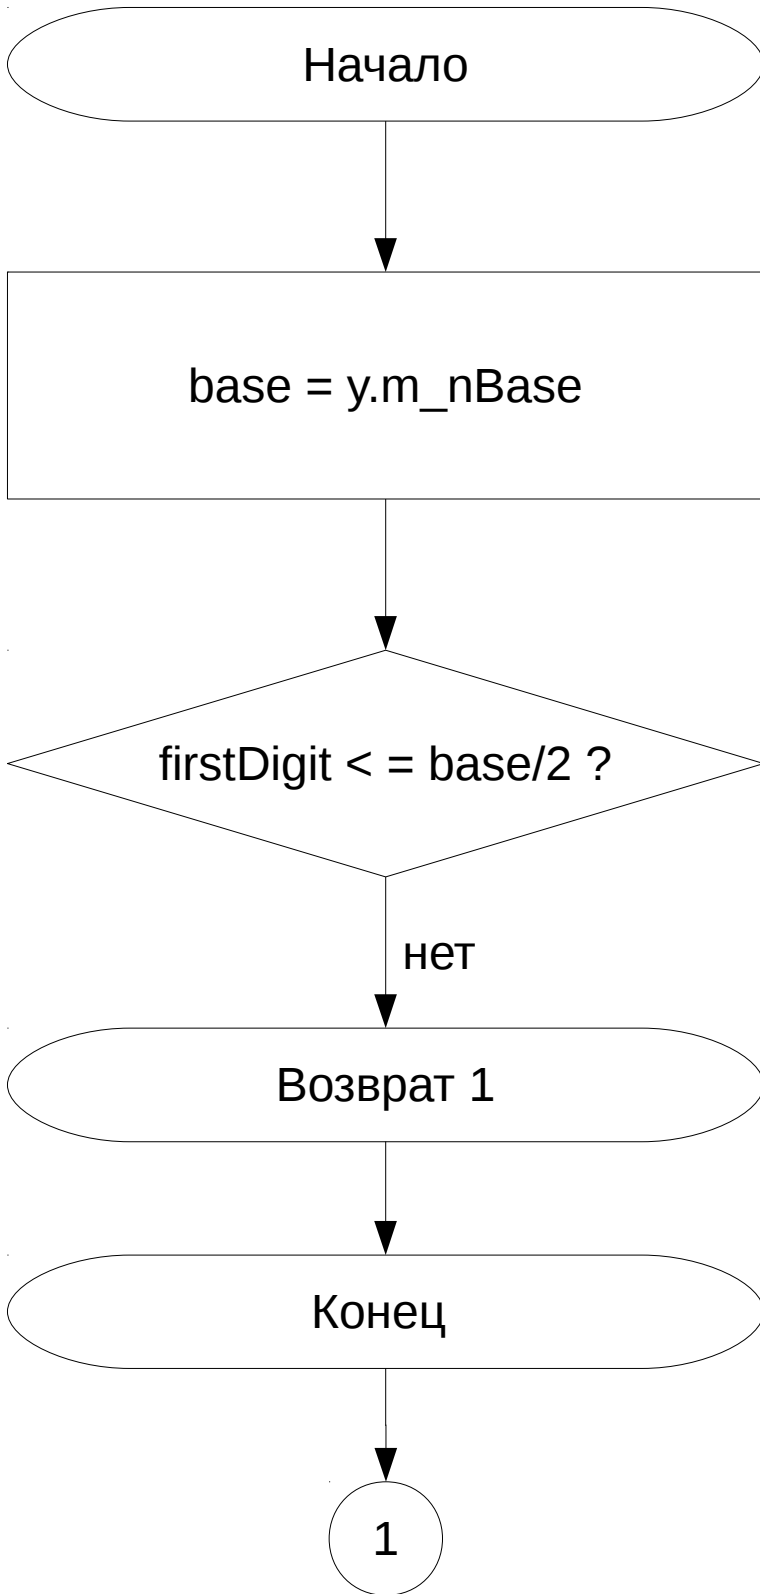 Начало
base = y.m_nBase
firstDigit < = base/2 ?
нет
Возврат 1
Конец
1